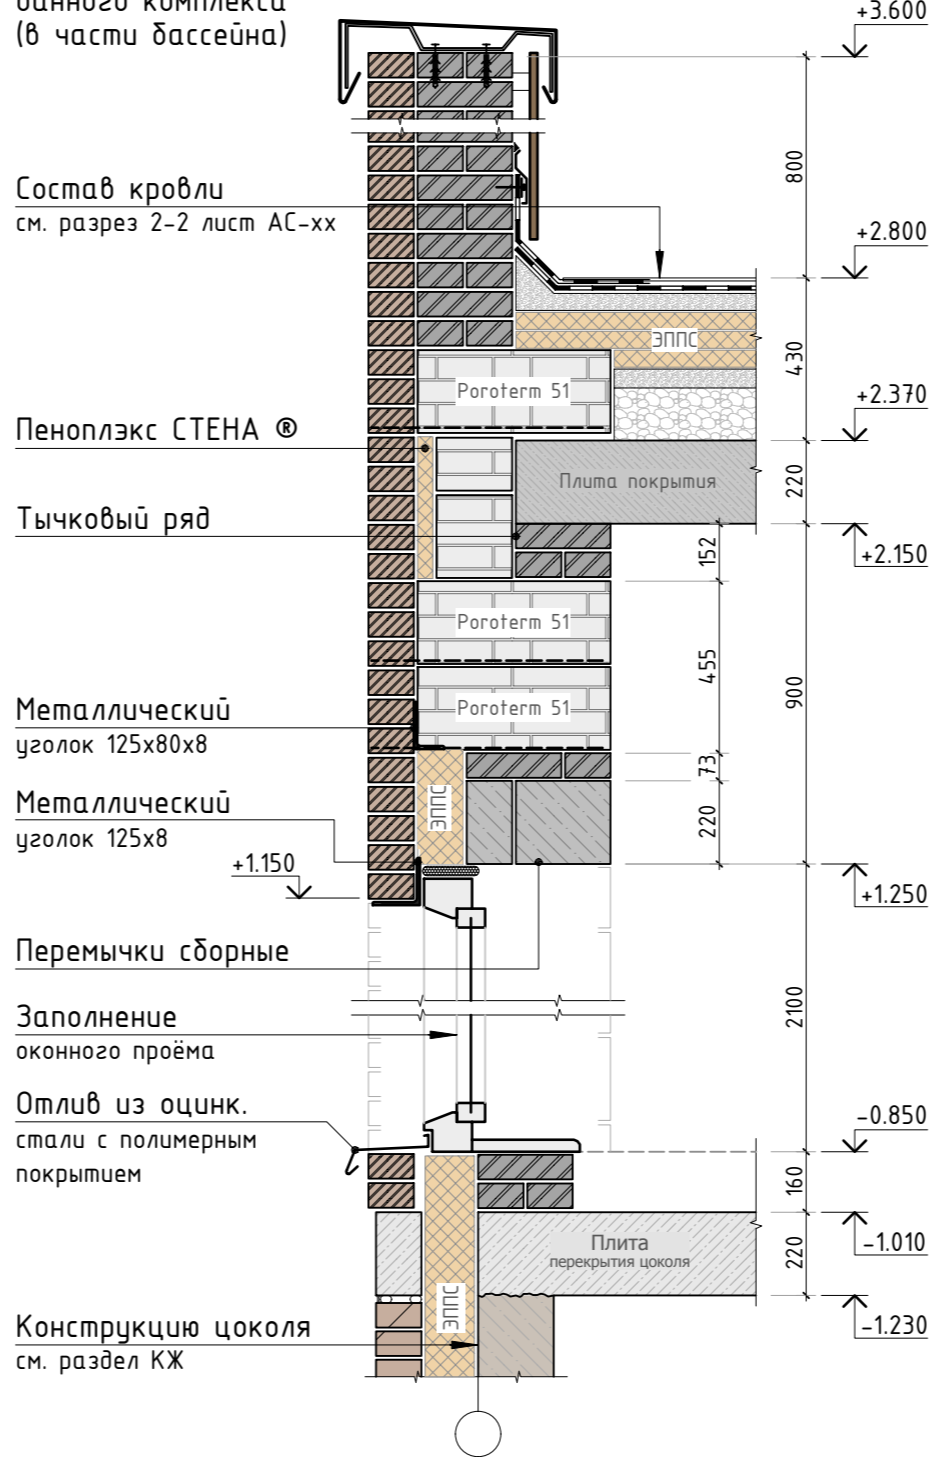 банного комплекса
(в части бассейна)
+3.600
800
Состав кровли
см. разрез 2-2 лист АС-хх
+2.800
ЭППС
430
Poroterm 51
+2.370
Пеноплэкс СТЕНА ®
Плита покрытия
220
Тычковый ряд
152
+2.150
Poroterm 51
455
900
Металлический
уголок 125х80х8
Poroterm 51
73
Металлический
уголок 125х8
ЭППС
220
+1.150
+1.250
Перемычки сборные
2100
Заполнение
оконного проёма
Отлив из оцинк.
стали с полимерным
покрытием
-0.850
160
Плита
перекрытия цоколя
220
-1.010
ЭППС
Конструкцию цоколя
см. раздел КЖ
-1.230